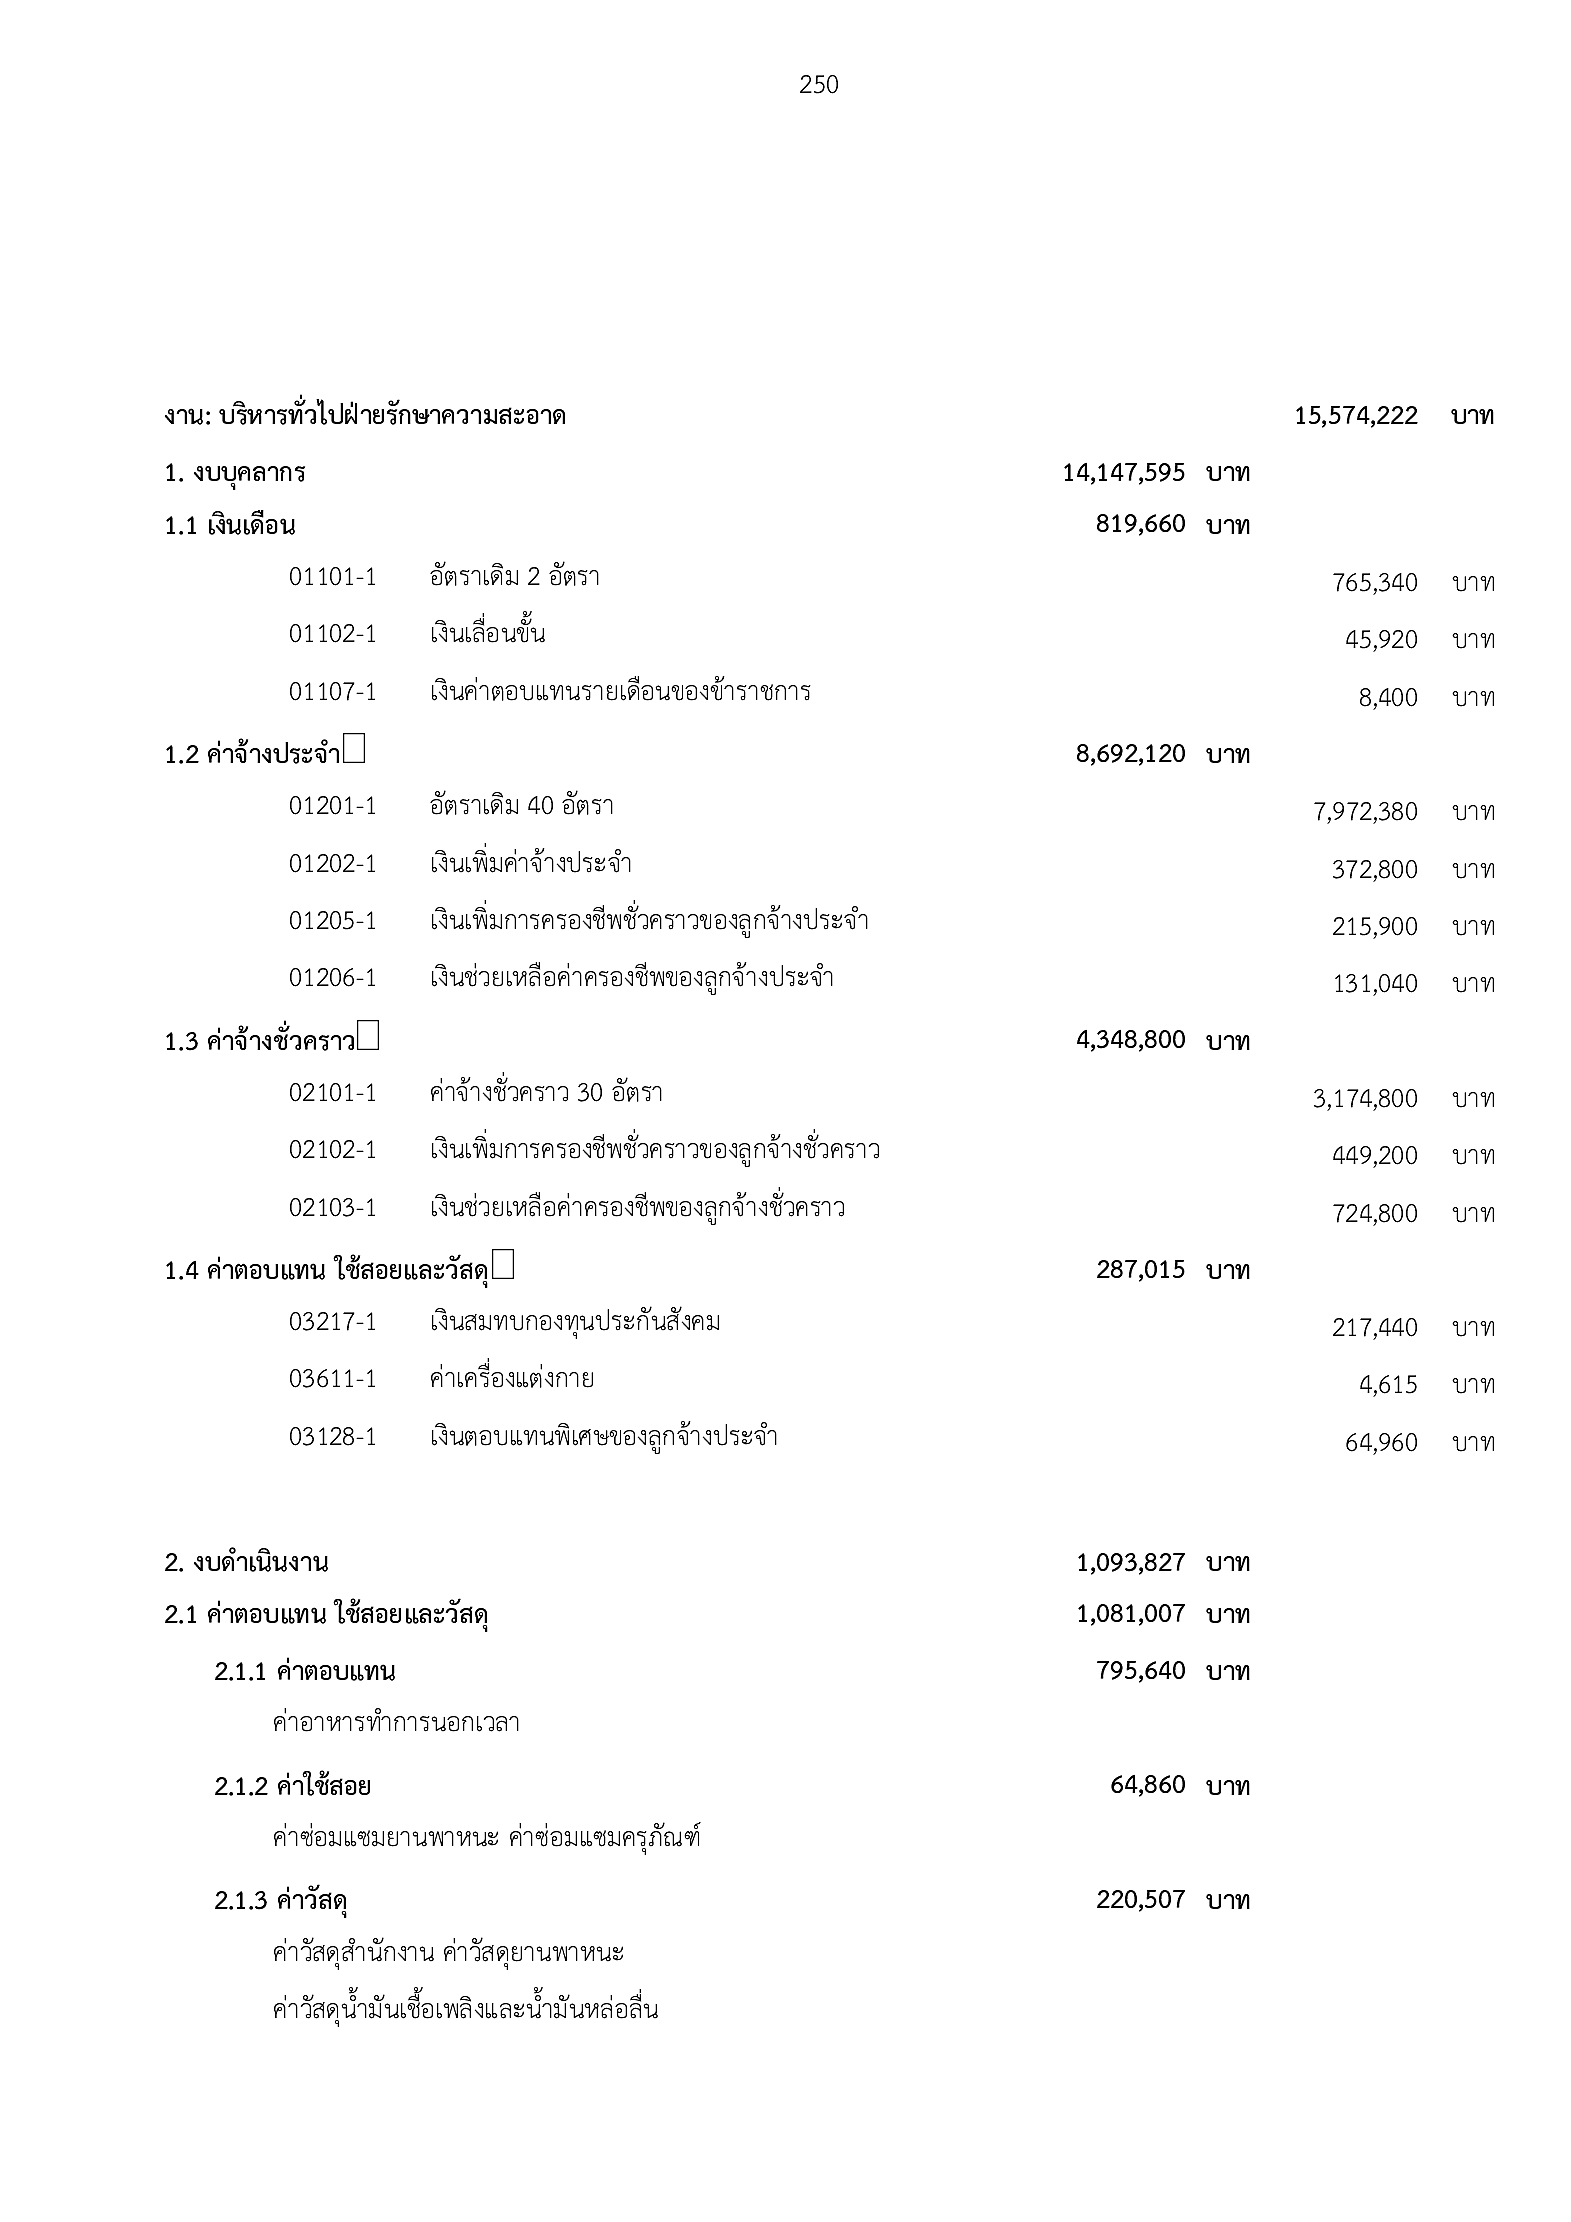 250
งาน: บริหารทั่วไปฝ่ายรักษาความสะอาด 15,574,222 บาท
1. งบบุคลากร 14,147,595 บาท
1.1 เงินเดือน 819,660 บาท
01101-1 อัตราเดิม 2 อัตรา 765,340 บาท
01102-1 เงินเลื่อนขั้น 45,920 บาท
01107-1 เงินค่าตอบแทนรายเดือนของข้าราชการ 8,400 บาท
1.2 ค่าจ้างประจำ 8,692,120 บาท
01201-1 อัตราเดิม 40 อัตรา 7,972,380 บาท
01202-1 เงินเพิ่มค่าจ้างประจำ 372,800 บาท
01205-1 เงินเพิ่มการครองชีพชั่วคราวของลูกจ้างประจำ 215,900 บาท
01206-1 เงินช่วยเหลือค่าครองชีพของลูกจ้างประจำ 131,040 บาท
1.3 ค่าจ้างชั่วคราว 4,348,800 บาท
02101-1 ค่าจ้างชั่วคราว 30 อัตรา 3,174,800 บาท
02102-1 เงินเพิ่มการครองชีพชั่วคราวของลูกจ้างชั่วคราว 449,200 บาท
02103-1 เงินช่วยเหลือค่าครองชีพของลูกจ้างชั่วคราว 724,800 บาท
1.4 ค่าตอบแทน ใช้สอยและวัสดุ 287,015 บาท
03217-1 เงินสมทบกองทุนประกันสังคม 217,440 บาท
03611-1 ค่าเครื่องแต่งกาย 4,615 บาท
03128-1 เงินตอบแทนพิเศษของลูกจ้างประจำ 64,960 บาท
2. งบดำเนินงาน 1,093,827 บาท
2.1 ค่าตอบแทน ใช้สอยและวัสดุ 1,081,007 บาท
2.1.1 ค่าตอบแทน 795,640 บาท
ค่าอาหารทำการนอกเวลา
2.1.2 ค่าใช้สอย 64,860 บาท
ค่าซ่อมแซมยานพาหนะ ค่าซ่อมแซมครุภัณฑ์
2.1.3 ค่าวัสดุ 220,507 บาท
ค่าวัสดุสำนักงาน ค่าวัสดุยานพาหนะ
ค่าวัสดุน้ำมันเชื้อเพลิงและน้ำมันหล่อลื่น